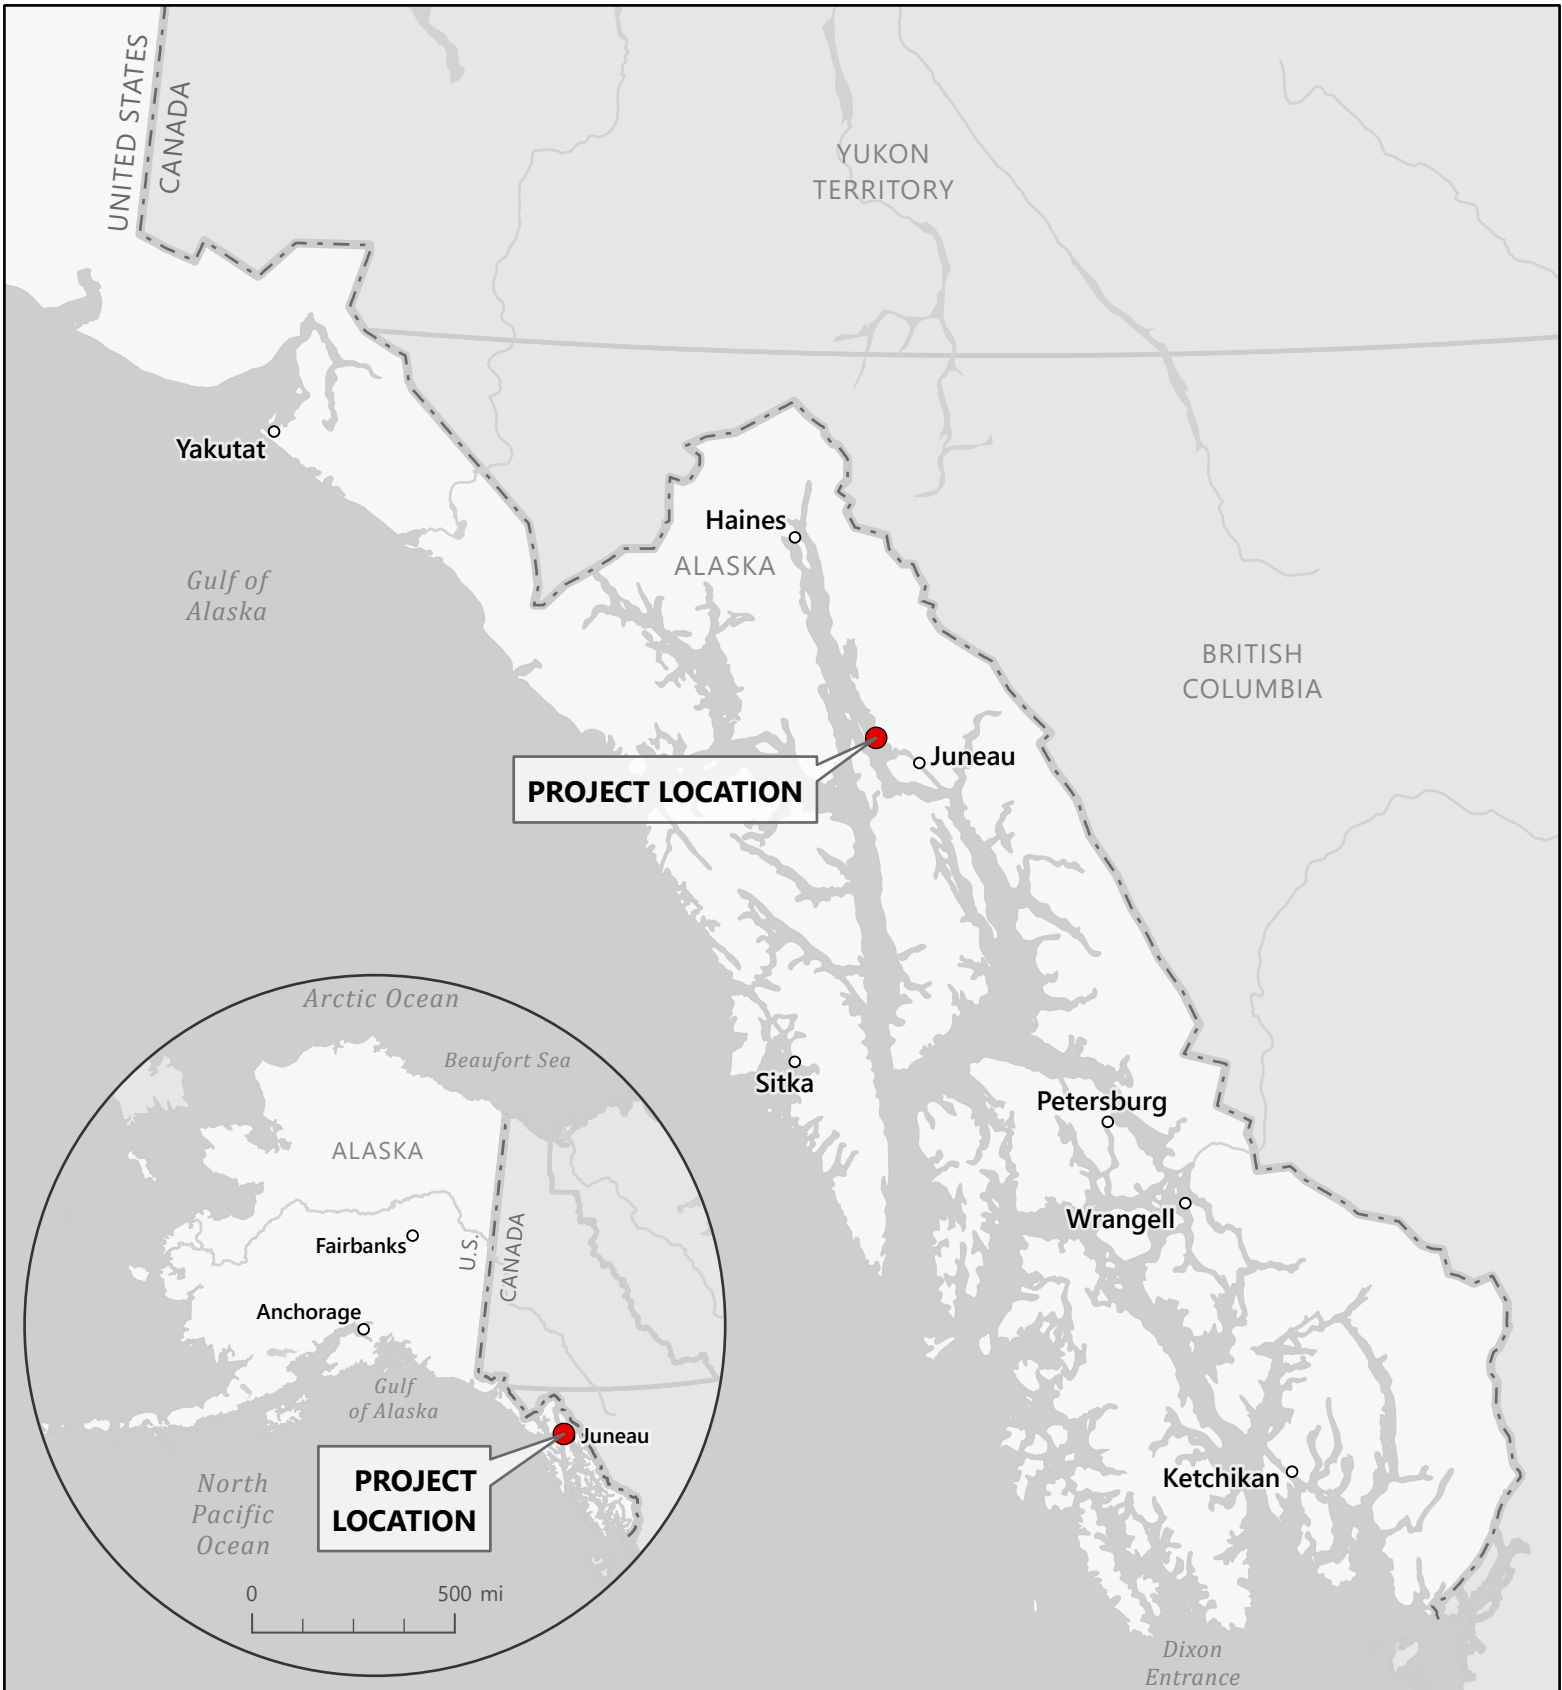 UNITED STATES
CANADA
YUKON
TERRITORY
Yakutat
Haines
ALASKA
Gulf of
Alaska
BRITISH
COLUMBIA
Juneau
PROJECT LOCATION
Sitka
Petersburg
Wrangell
Ketchikan
Dixon
Entrance
Arctic Ocean
Beaufort Sea
ALASKA
Fairbanks
U.S.
CANADA
Anchorage
Gulf
of Alaska
Juneau
PROJECT
LOCATION
North
Pacific
Ocean
0 500 mi